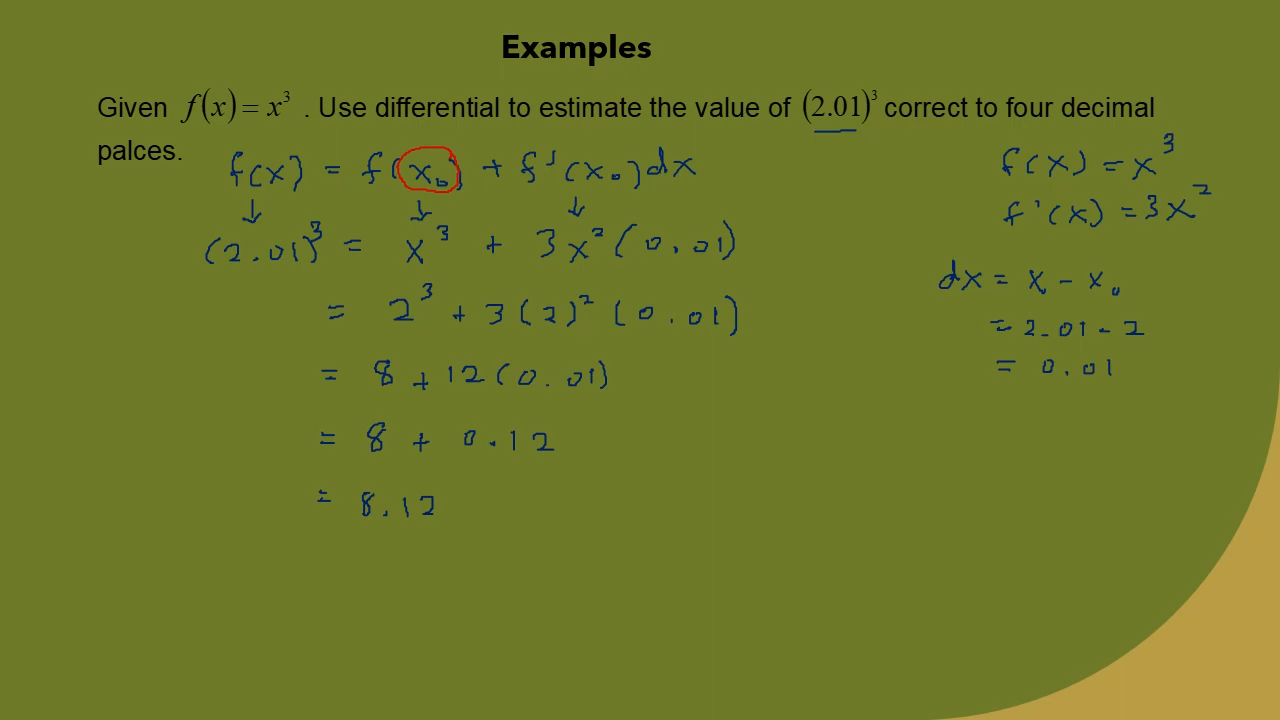 Examples
Given f(x) = x³ . Use differential to estimate the value of (2.01)³ correct to four decimal
palces.
f(x) = f(x₀) + f'(x₀)dx
(2.01)³ = x³ + 3x²(0.01)
= 2³ + 3(2)²(0.01)
= 8 + 12(0.01)
= 8 + 0.12
= 8.12
f(x) = x³
f'(x) = 3x²
dx = x - x₀
= 2.01 - 2
= 0.01